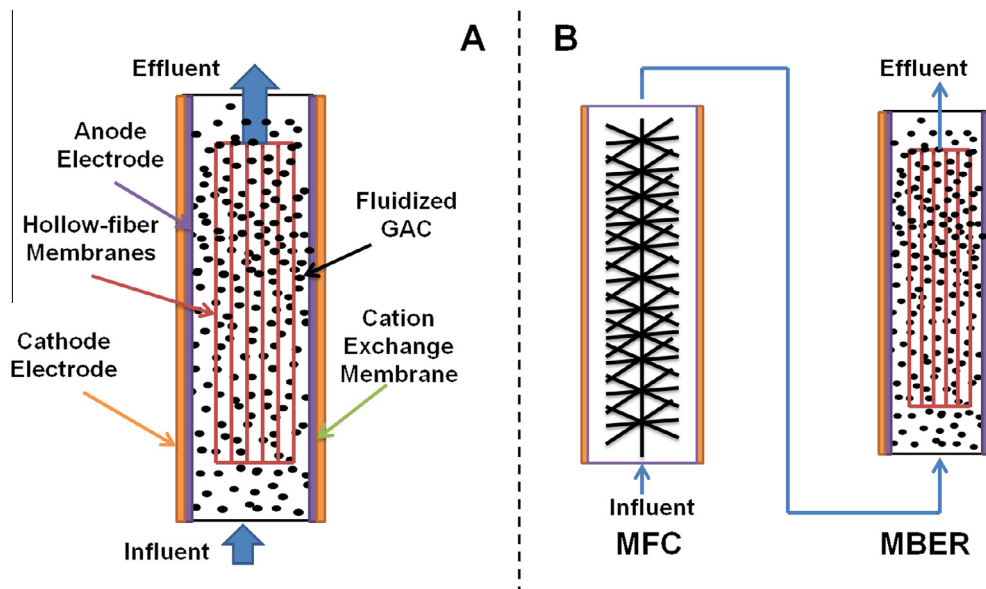 A
Effluent
Anode
Electrode
Hollow-fiber
Membranes
Fluidized
GAC
Cathode
Electrode
Cation
Exchange
Membrane
Influent
B
Effluent
Influent
MFC
MBER